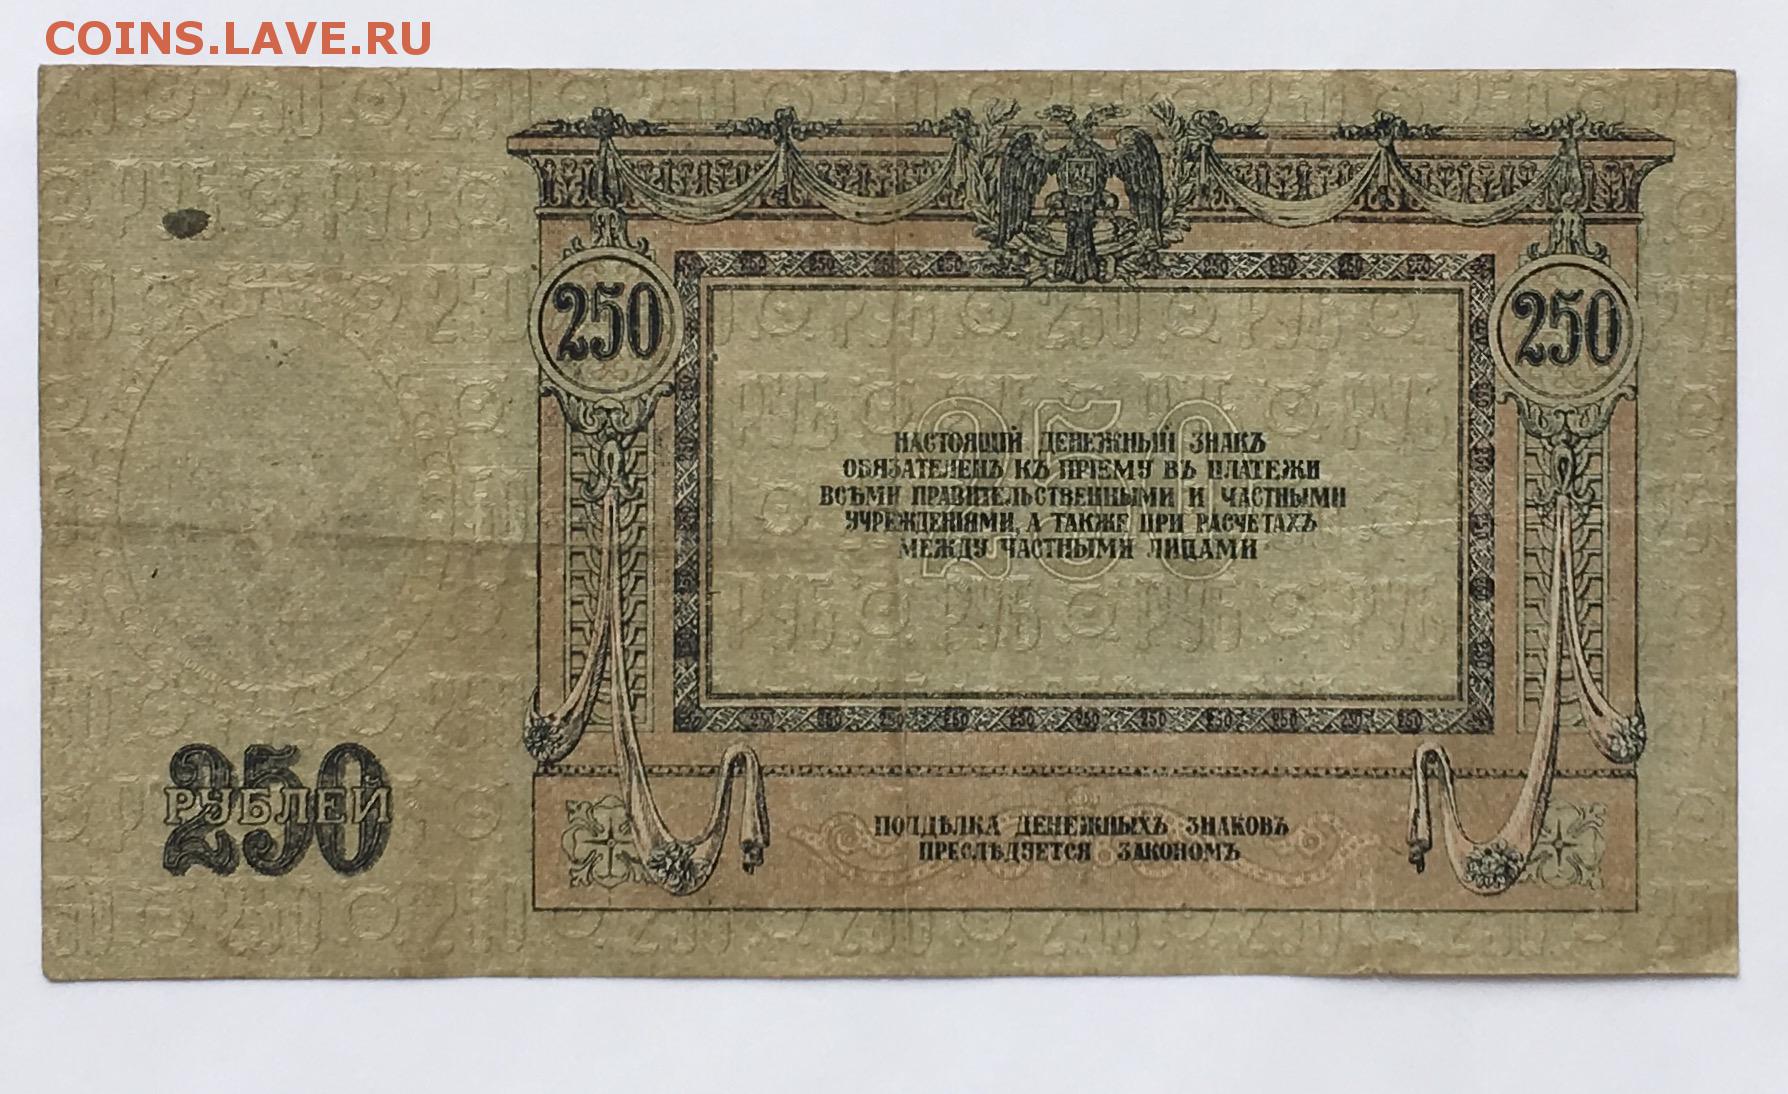 COINS.LAVE.RU
250
250
НАСТОЯЩІЙ ДЕНЕЖНЫЙ ЗНАКЪ
ОБЯЗАТЕЛЕНЪ КЪ ПРІЕМУ ВЪ ПЛАТЕЖИ
ВСѢМИ ПРАВИТЕЛЬСТВЕННЫМИ И ЧАСТНЫМИ
УЧРЕЖДЕНІЯМИ, А ТАКЖЕ ПРИ РАСЧЕТАХЪ
МЕЖДУ ЧАСТНЫМИ ЛИЦАМИ
250
250
РУБЛЕЙ
ПОДДѢЛКА ДЕНЕЖНЫХЪ ЗНАКОВЪ
ПРЕСЛѢДУЕТСЯ ЗАКОНОМЪ